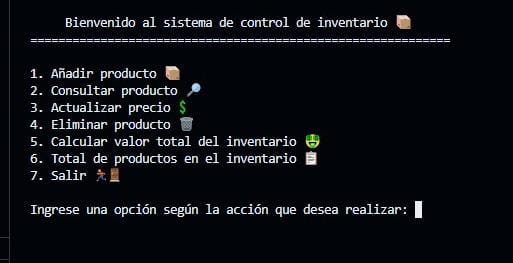 Bienvenido al sistema de control de inventario 📦
============================================================
1. Añadir producto 📦
2. Consultar producto 🔎
3. Actualizar precio 💲
4. Eliminar producto 🗑️
5. Calcular valor total del inventario 🤑
6. Total de productos en el inventario 📋
7. Salir 🏃🚪
Ingrese una opción según la acción que desea realizar: